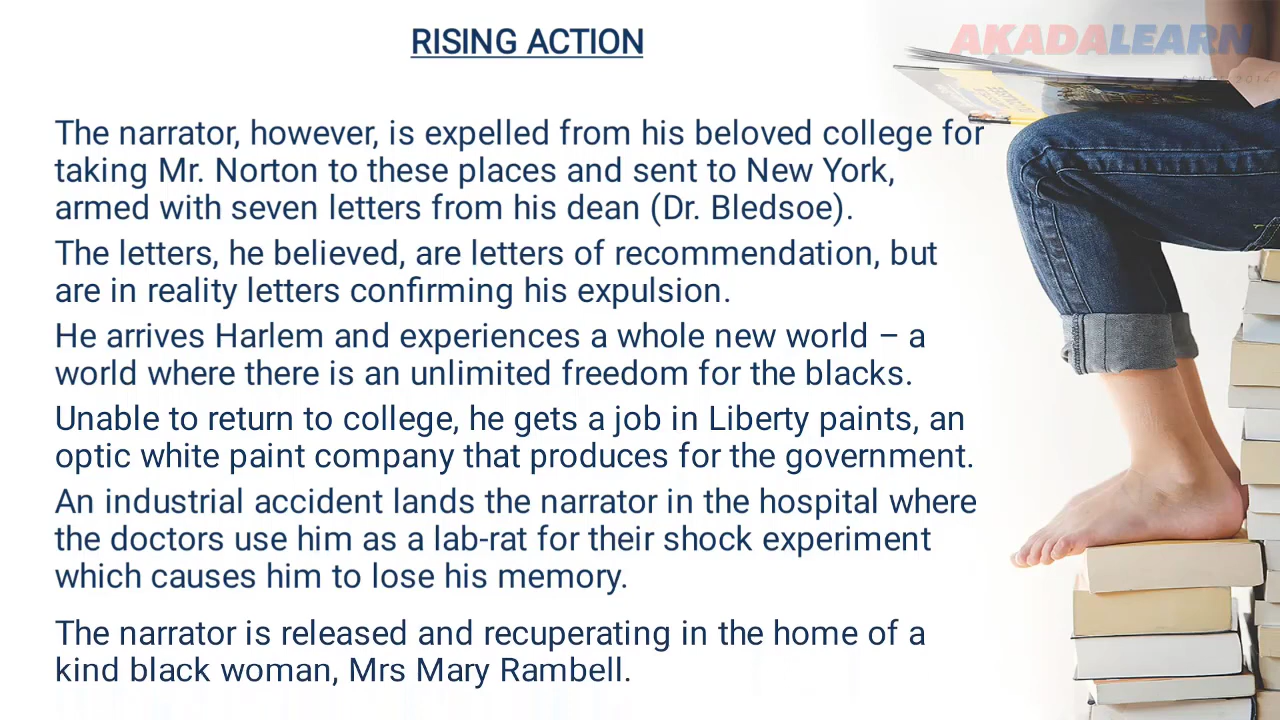 RISING ACTION
AKADALEARN
SINCE 2014
The narrator, however, is expelled from his beloved college for
taking Mr. Norton to these places and sent to New York,
armed with seven letters from his dean (Dr. Bledsoe).
The letters, he believed, are letters of recommendation, but
are in reality letters confirming his expulsion.
He arrives Harlem and experiences a whole new world – a
world where there is an unlimited freedom for the blacks.
Unable to return to college, he gets a job in Liberty paints, an
optic white paint company that produces for the government.
An industrial accident lands the narrator in the hospital where
the doctors use him as a lab-rat for their shock experiment
which causes him to lose his memory.
The narrator is released and recuperating in the home of a
kind black woman, Mrs Mary Rambell.